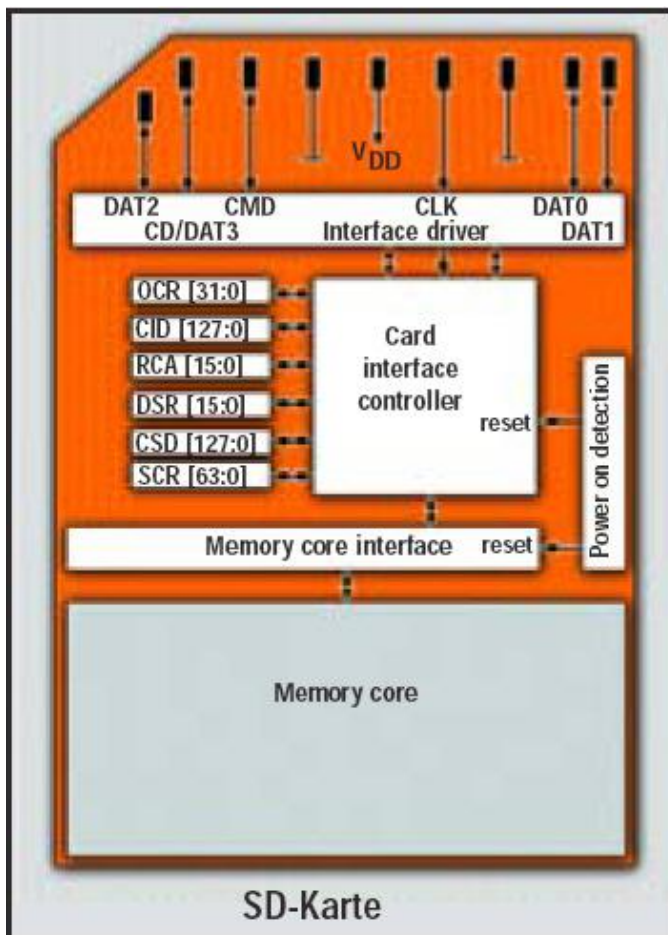 VDD
DAT2 CMD CLK DAT0
CD/DAT3 Interface driver DAT1
OCR [31:0]
CID [127:0]
RCA [15:0]
DSR [15:0]
CSD [127:0]
SCR [63:0]
Card
interface
controller
reset
Power on detection
Memory core interface reset
Memory core
SD-Karte